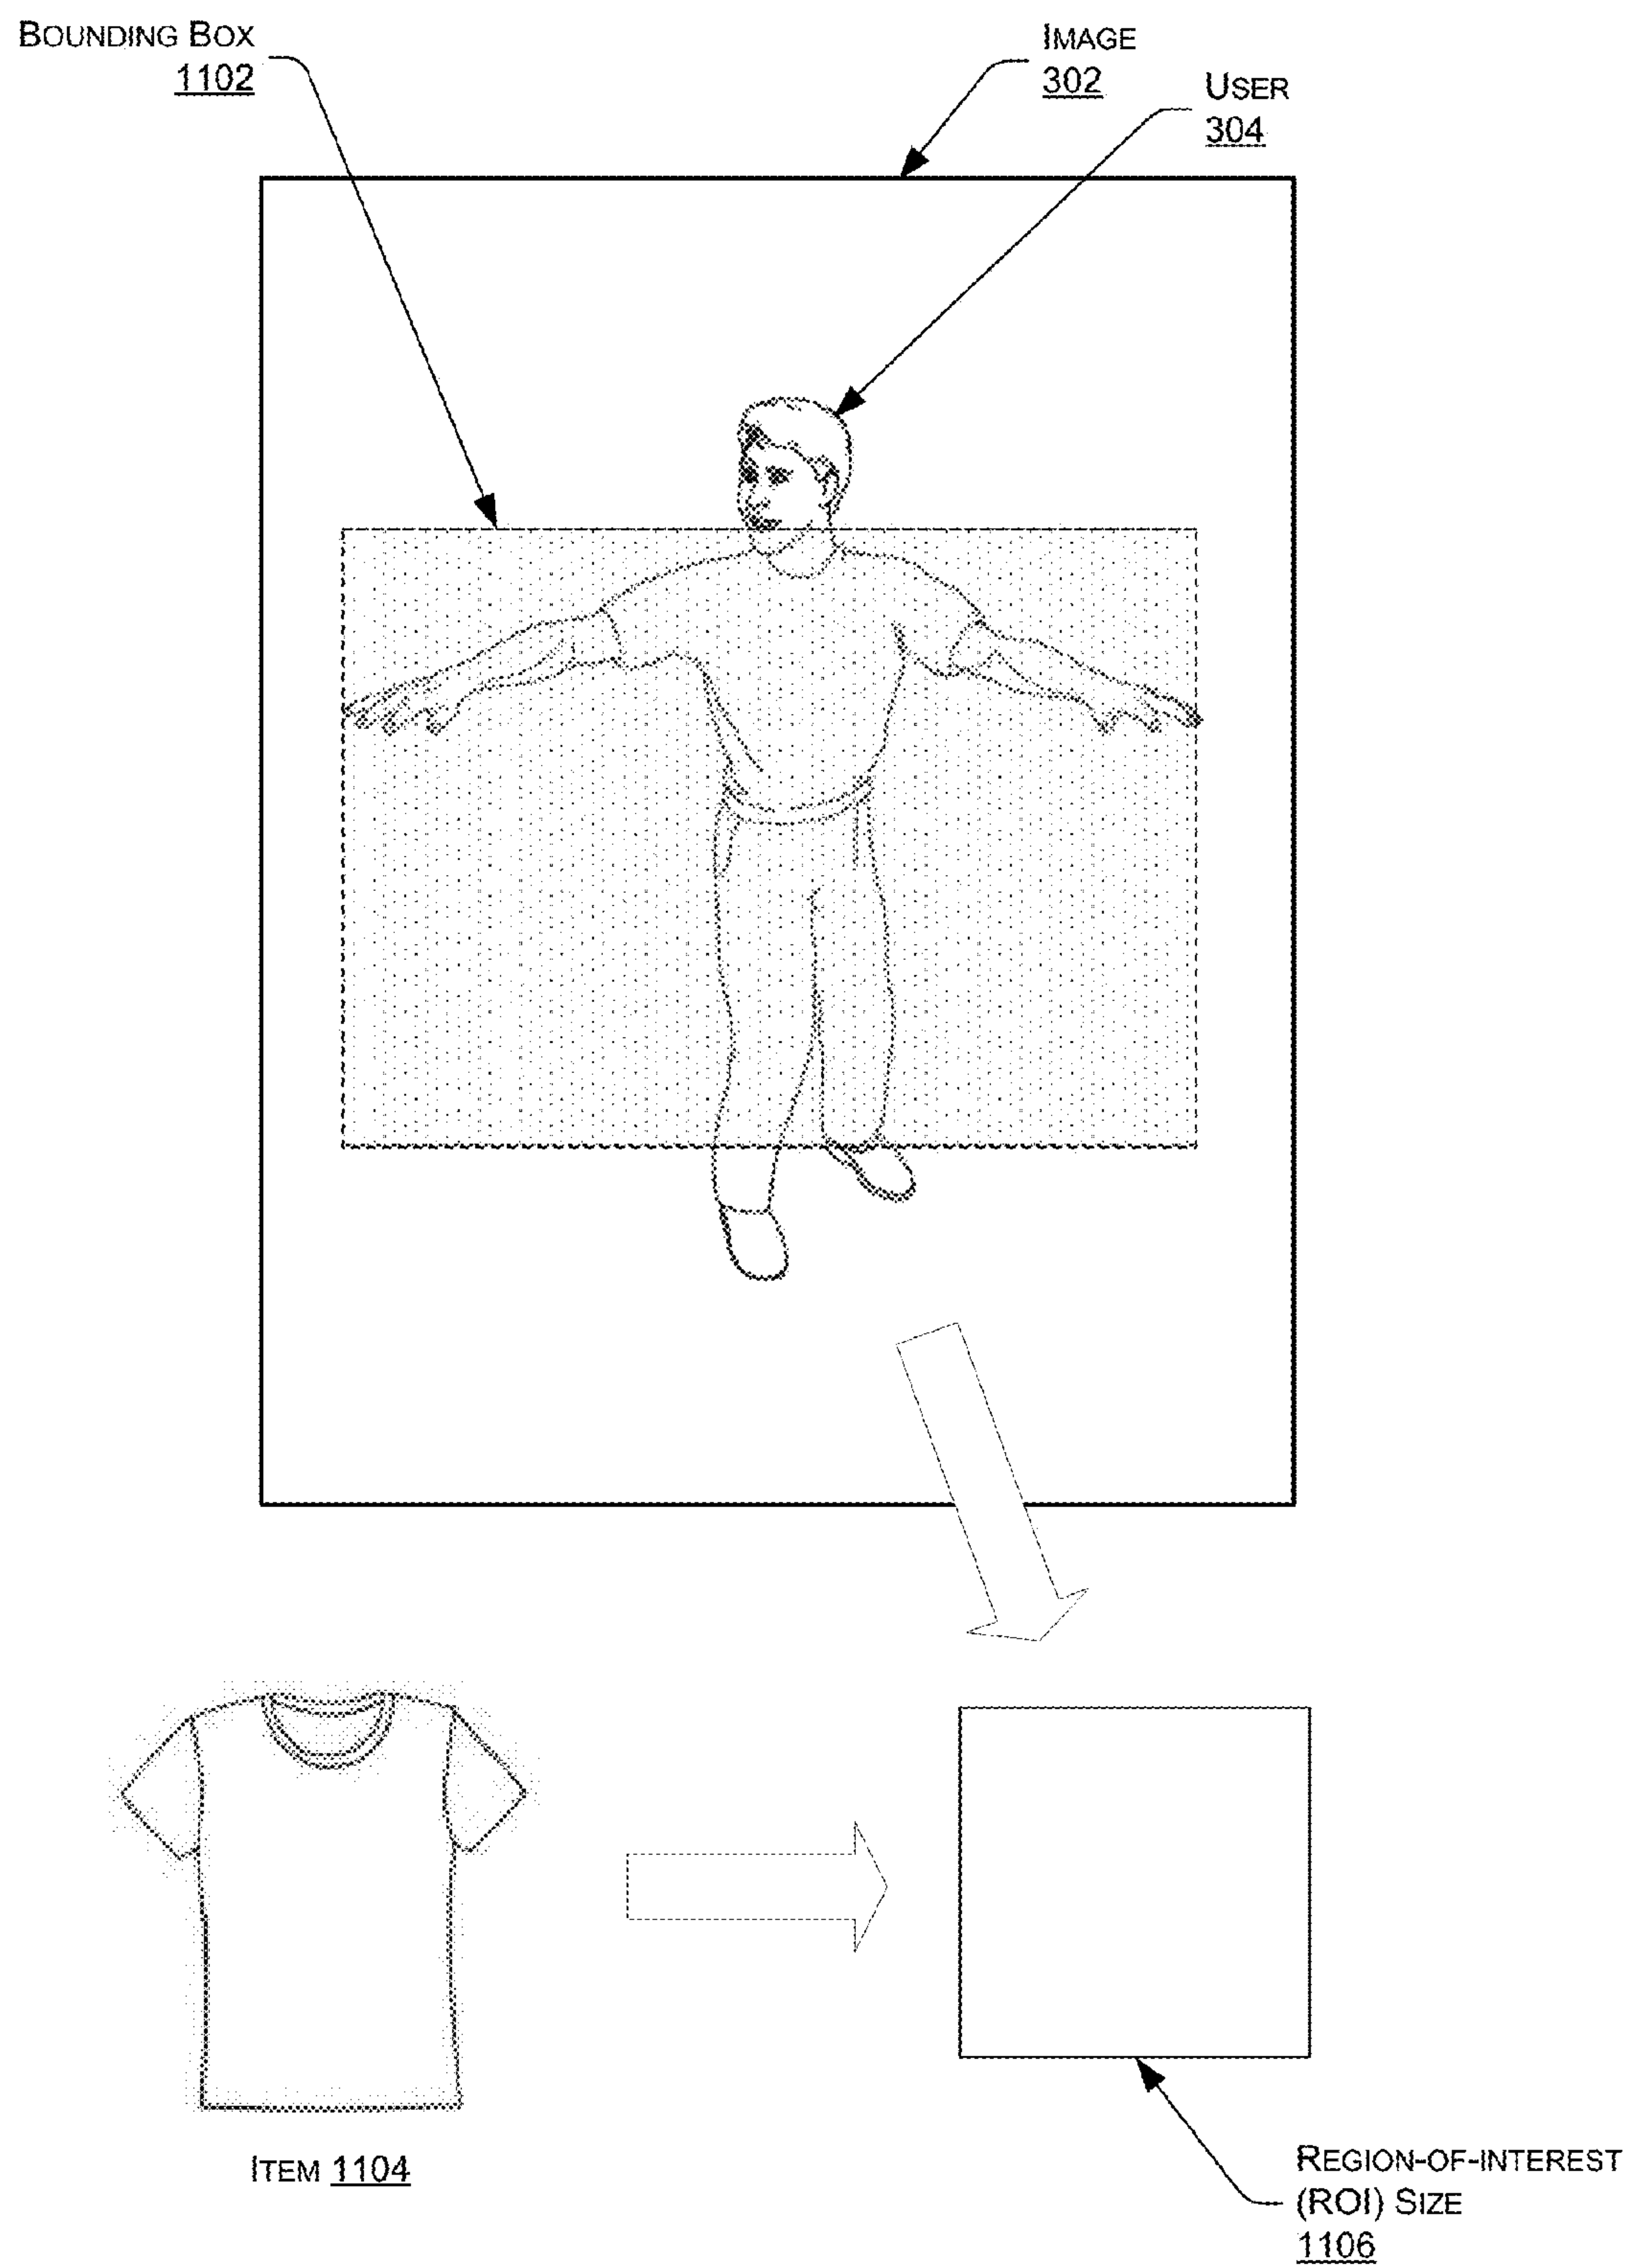 BOUNDING BOX
1102
IMAGE
302
USER
304
ITEM 1104
REGION-OF-INTEREST
(ROI) SIZE
1106